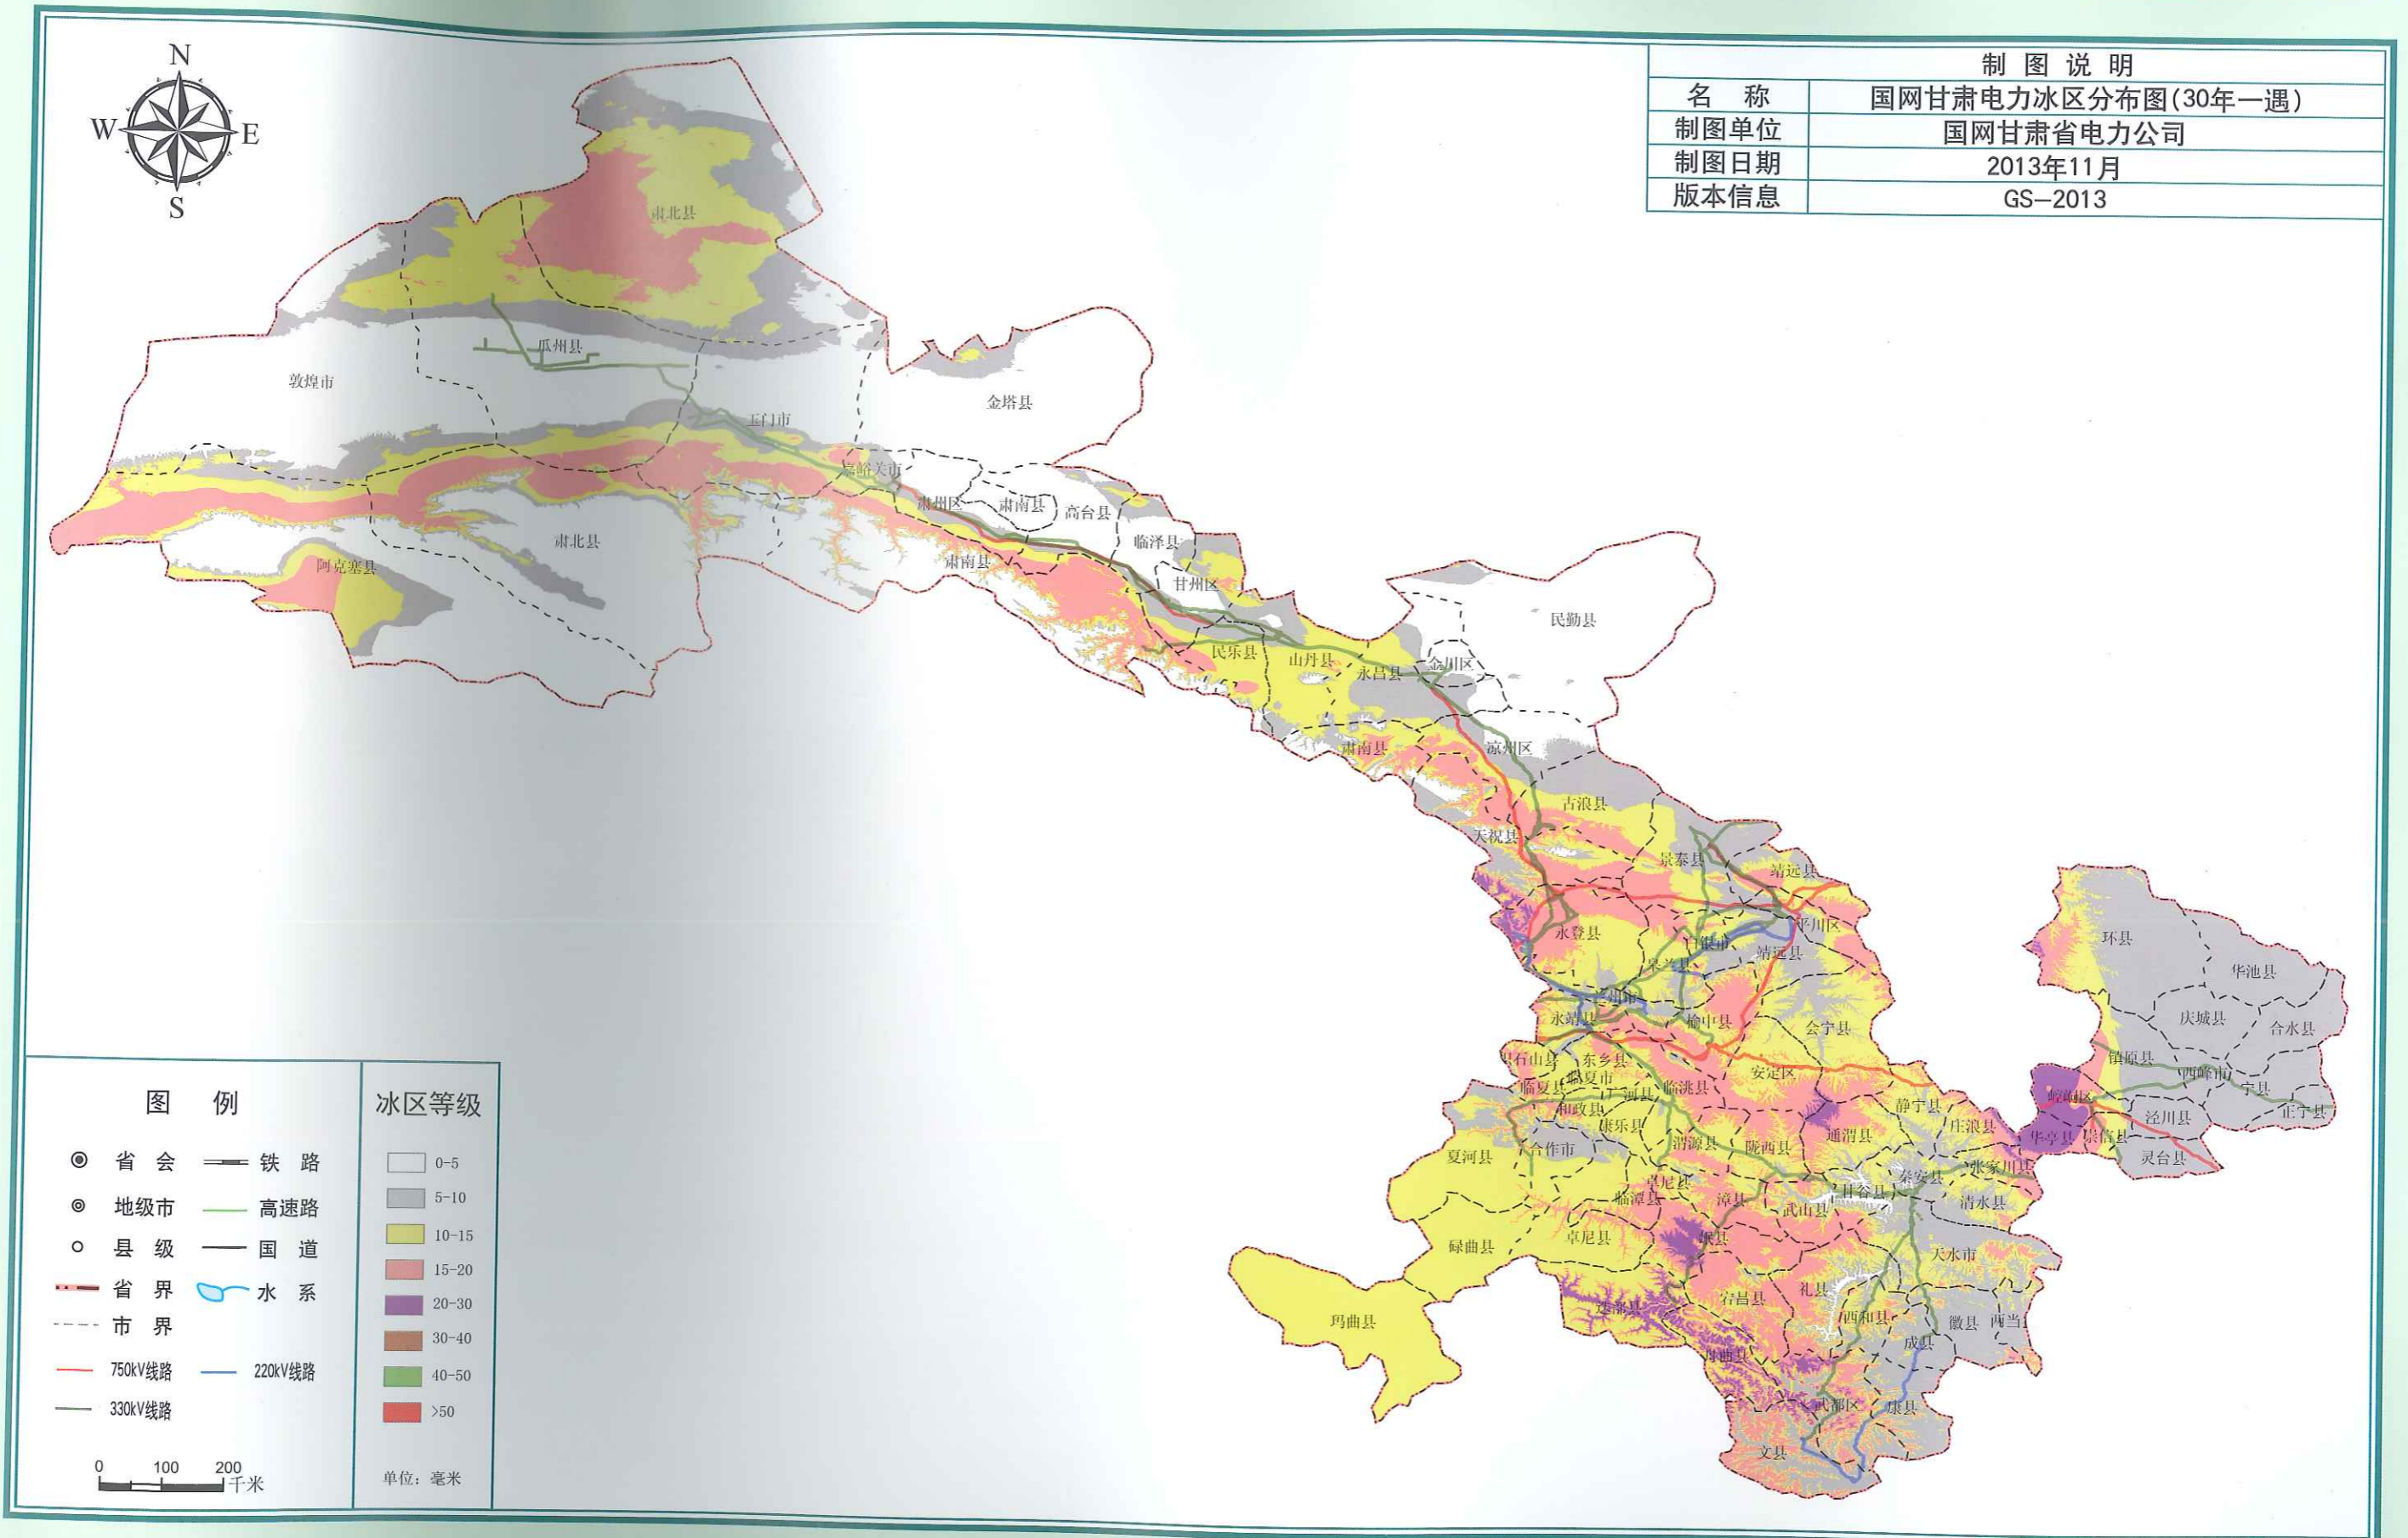 N
W
E
S
制图说明
名 称 国网甘肃电力冰区分布图(30年一遇)
制图单位 国网甘肃省电力公司
制图日期 2013年11月
版本信息 GS-2013
肃北县
瓜州县
敦煌市
金塔县
玉门市
嘉峪关市
肃州区
肃南县
高台县
肃北县
临泽县
肃南县
阿克塞县
甘州区
民勤县
民乐县
山丹县
金川区
永昌县
肃南县
凉州区
古浪县
天祝县
景泰县
靖远县
永登县
平川区
白银市
靖远县
皋兰县
环县
华池县
兰州市
永靖县
榆中县
会宁县
庆城县
合水县
积石山县
东乡县
安定区
镇原县
临夏市
西峰市
临夏县
广河县
临洮县
宁县
崆峒区
和政县
静宁县
正宁县
康乐县
庄浪县
泾川县
通渭县
华亭县
崇信县
渭源县
陇西县
合作市
夏河县
灵台县
张家川县
秦安县
卓尼县
甘谷县
临潭县
漳县
清水县
武山县
岷县
卓尼县
碌曲县
天水市
礼县
宕昌县
迭部县
玛曲县
西和县
徽县
两当
成县
舟曲县
武都区
康县
文县
图 例
省 会
铁 路
地级市
高速路
县 级
国 道
省 界
水 系
市 界
750kV线路
220kV线路
330kV线路
0 100 200
千米
冰区等级
0-5
5-10
10-15
15-20
20-30
30-40
40-50
>50
单位：毫米